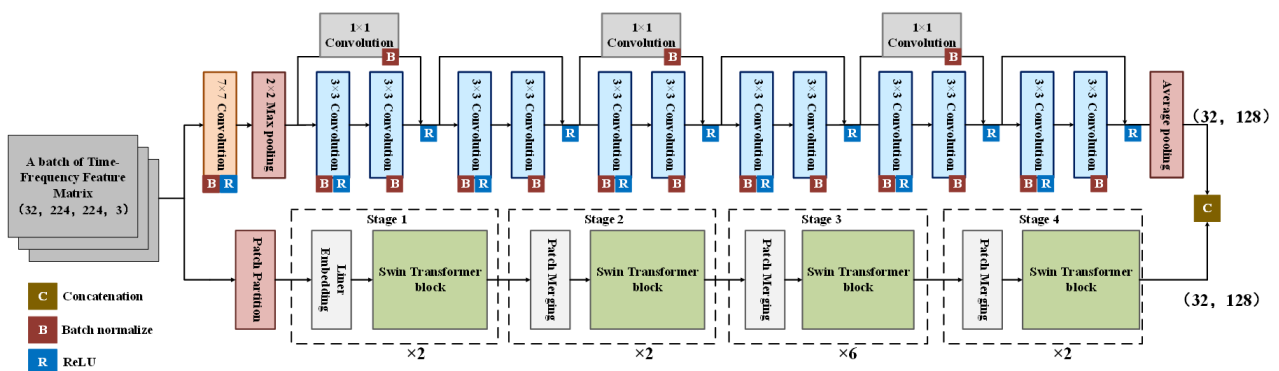 1×1
Convolution
B
1×1
Convolution
B
1×1
Convolution
B
7×7 Convolution
B R
2×2 Max pooling
3×3 Convolution
B R
3×3 Convolution
B
R
3×3 Convolution
B R
3×3 Convolution
B
R
3×3 Convolution
B R
3×3 Convolution
B
R
3×3 Convolution
B R
3×3 Convolution
B
R
3×3 Convolution
B R
3×3 Convolution
B
R
3×3 Convolution
B R
3×3 Convolution
B
R
Average pooling
(32, 128)
A batch of Time-
Frequency Feature
Matrix
(32, 224, 224, 3)
C
Patch Partition
Stage 1
Liner
Embedding
Swin Transformer
block
×2
Stage 2
Patch Merging
Swin Transformer
block
×2
Stage 3
Patch Merging
Swin Transformer
block
×6
Stage 4
Patch Merging
Swin Transformer
block
×2
(32, 128)
C Concatenation
B Batch normalize
R ReLU